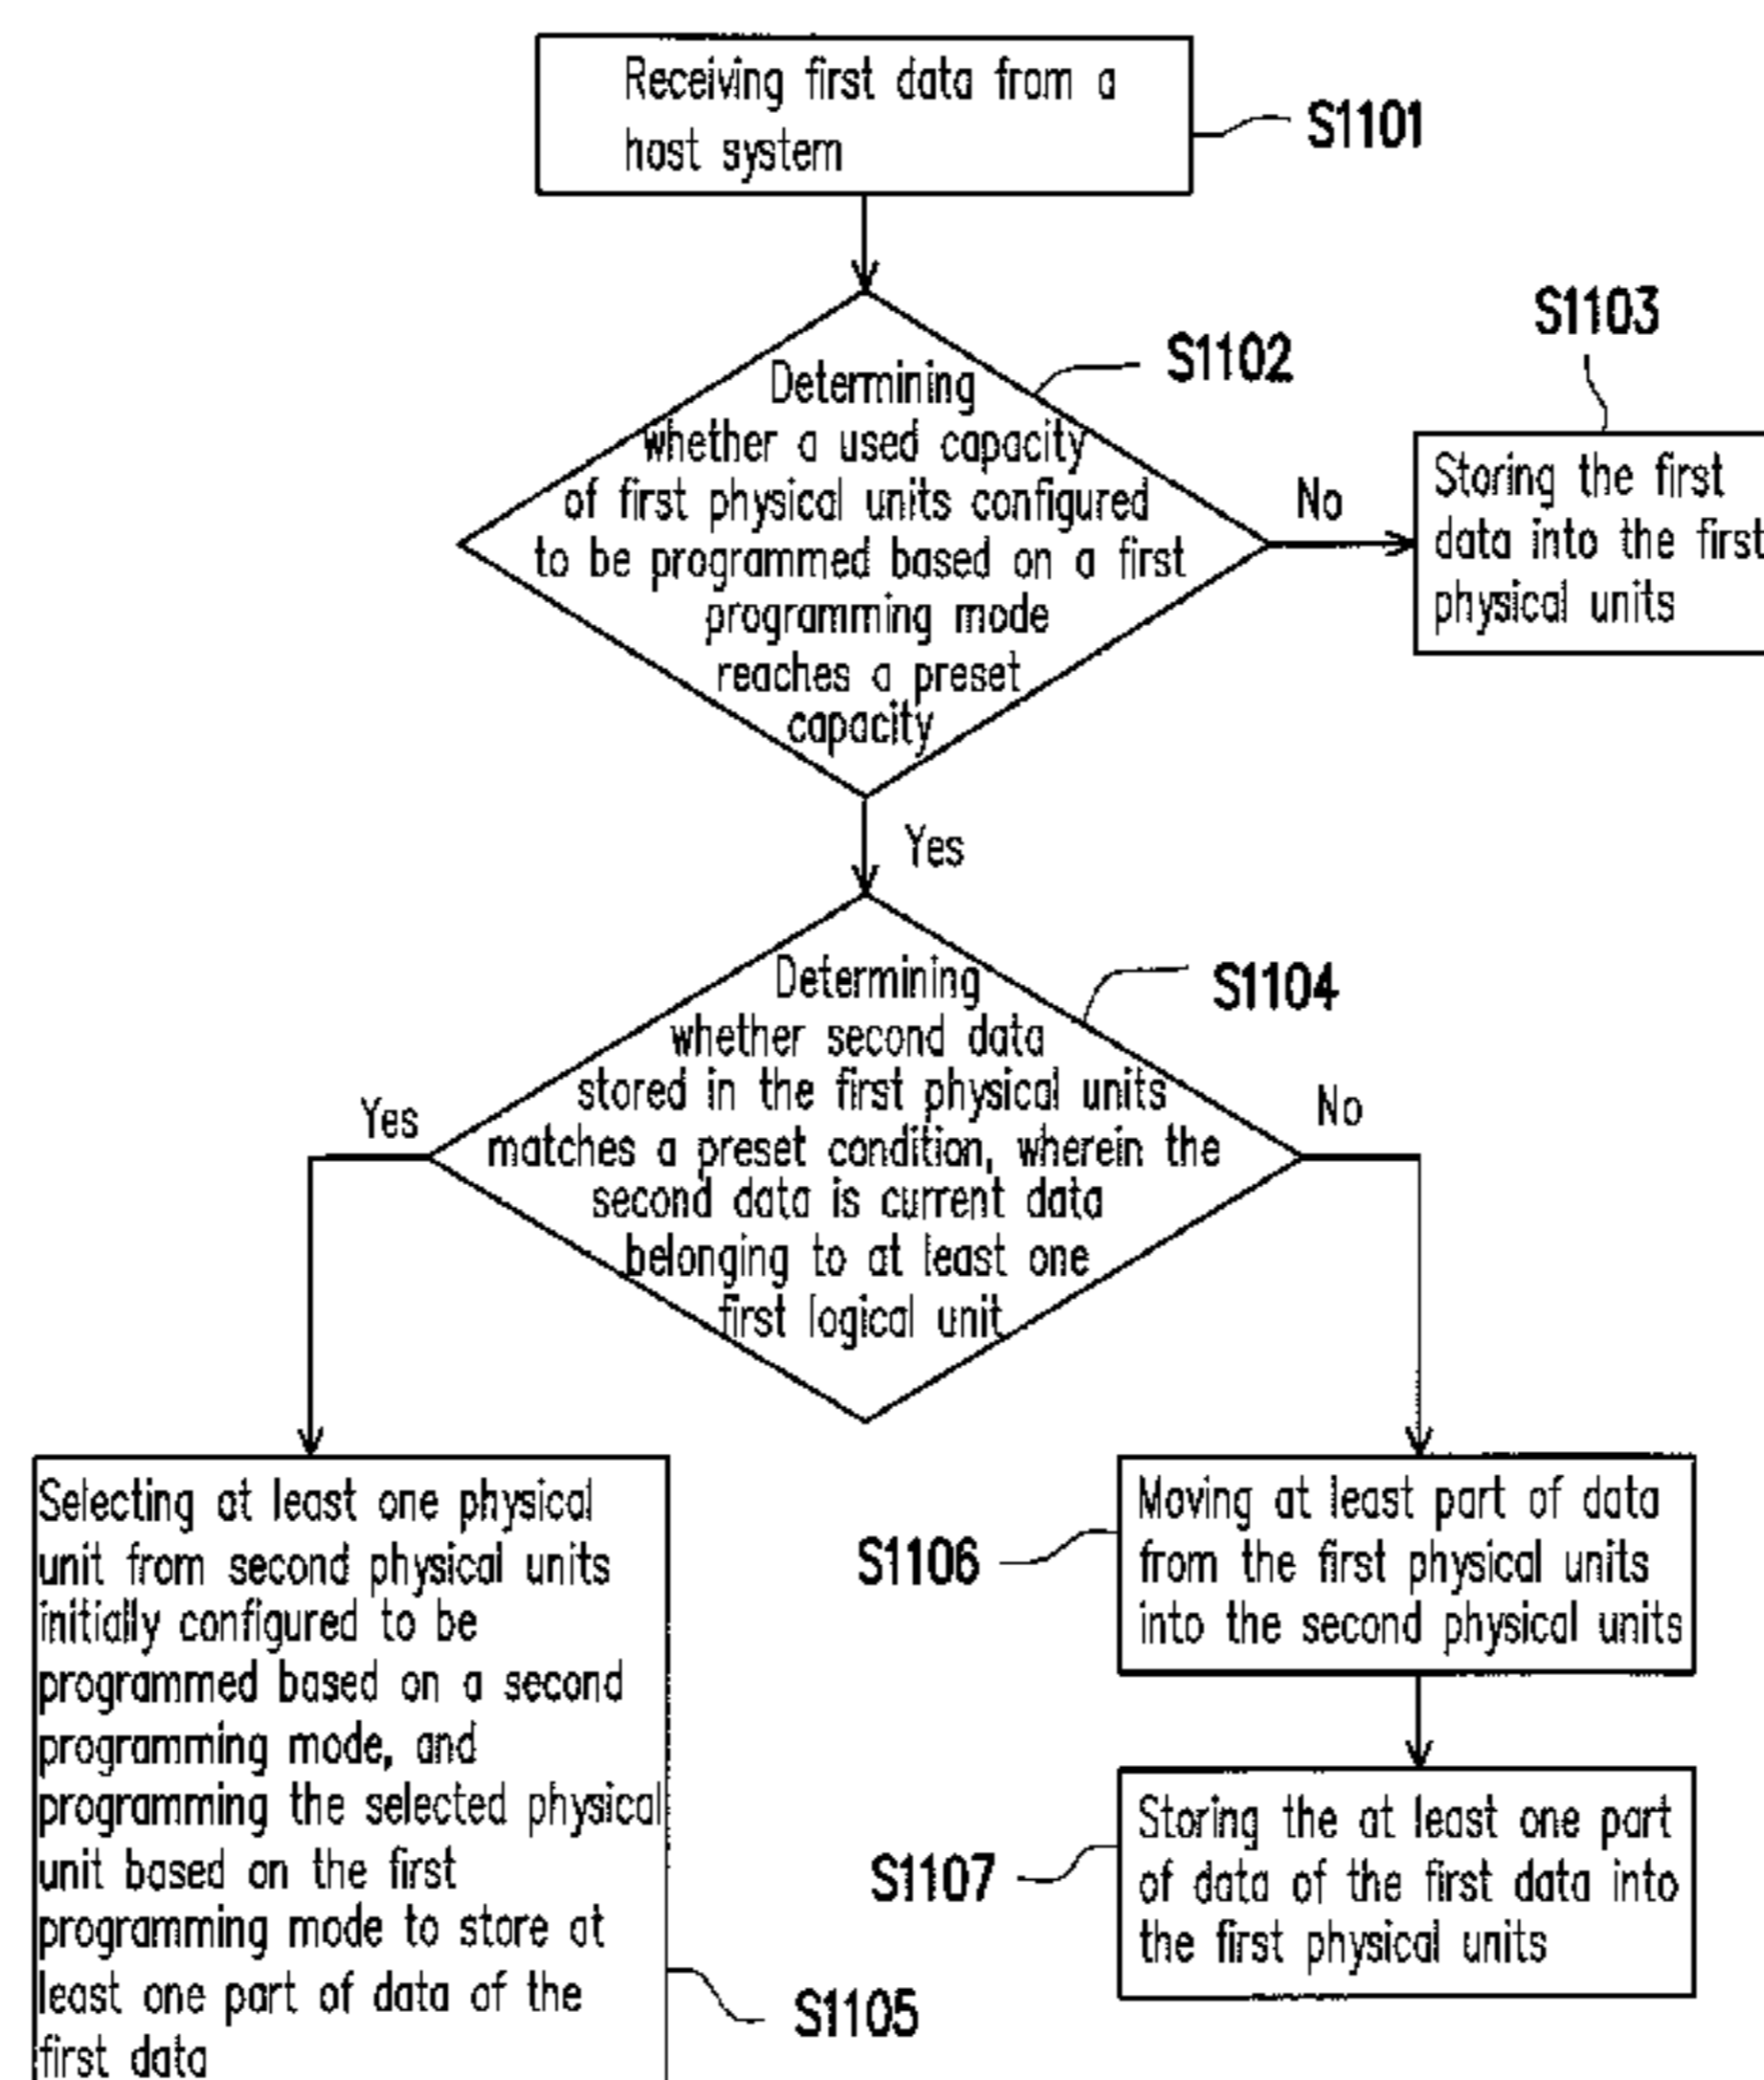 Receiving first data from a
host system
S1101
S1102
Determining
whether a used capacity
of first physical units configured
to be programmed based on a first
programming mode
reaches a preset
capacity
No
S1103
Storing the first
data into the first
physical units
Yes
Determining
whether second data
stored in the first physical units
matches a preset condition, wherein the
second data is current data
belonging to at least one
first logical unit
S1104
Yes
No
Selecting at least one physical
unit from second physical units
initially configured to be
programmed based on a second
programming mode, and
programming the selected physical
unit based on the first
programming mode to store at
least one part of data of the
first data
S1105
S1106
Moving at least part of data
from the first physical units
into the second physical units
S1107
Storing the at least one part
of data of the first data into
the first physical units